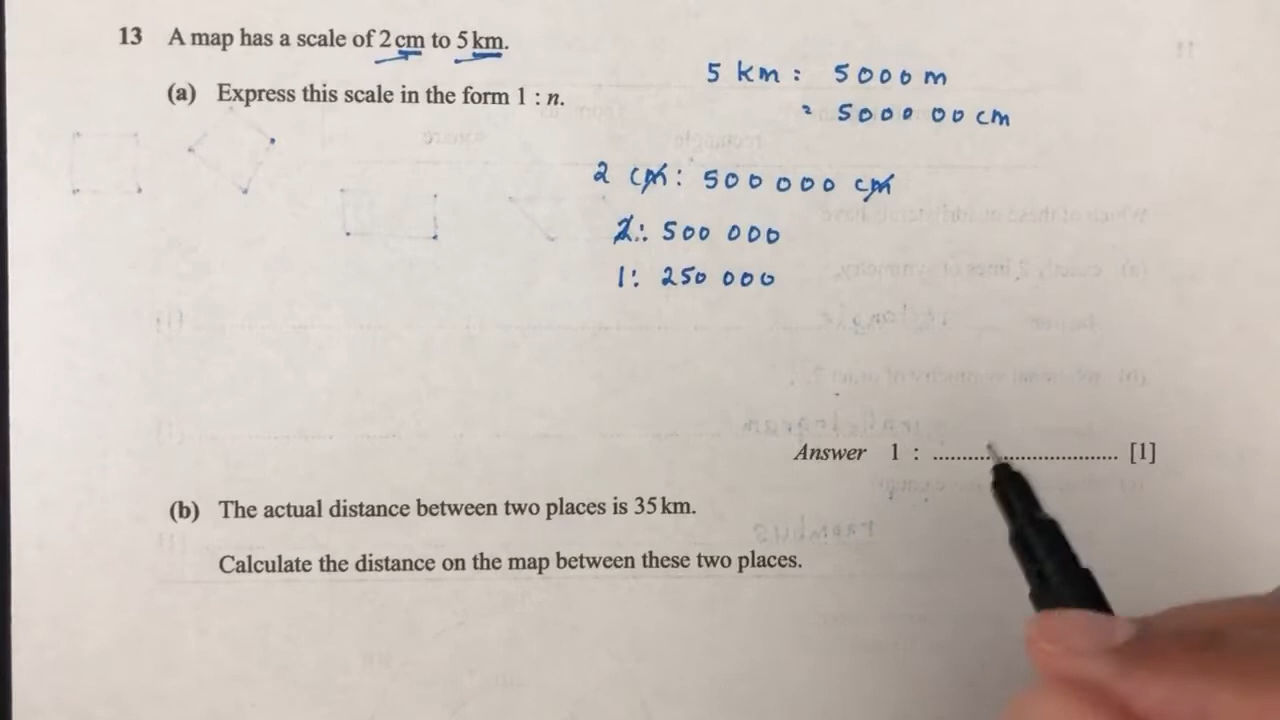 13 A map has a scale of 2 cm to 5 km.
5 km : 5000 m
(a) Express this scale in the form 1 : n.
= 5000 00 cm
2 cm : 500 000 cm
2 : 500 000
1 : 250 000
Answer 1 : .................................. [1]
(b) The actual distance between two places is 35 km.
Calculate the distance on the map between these two places.